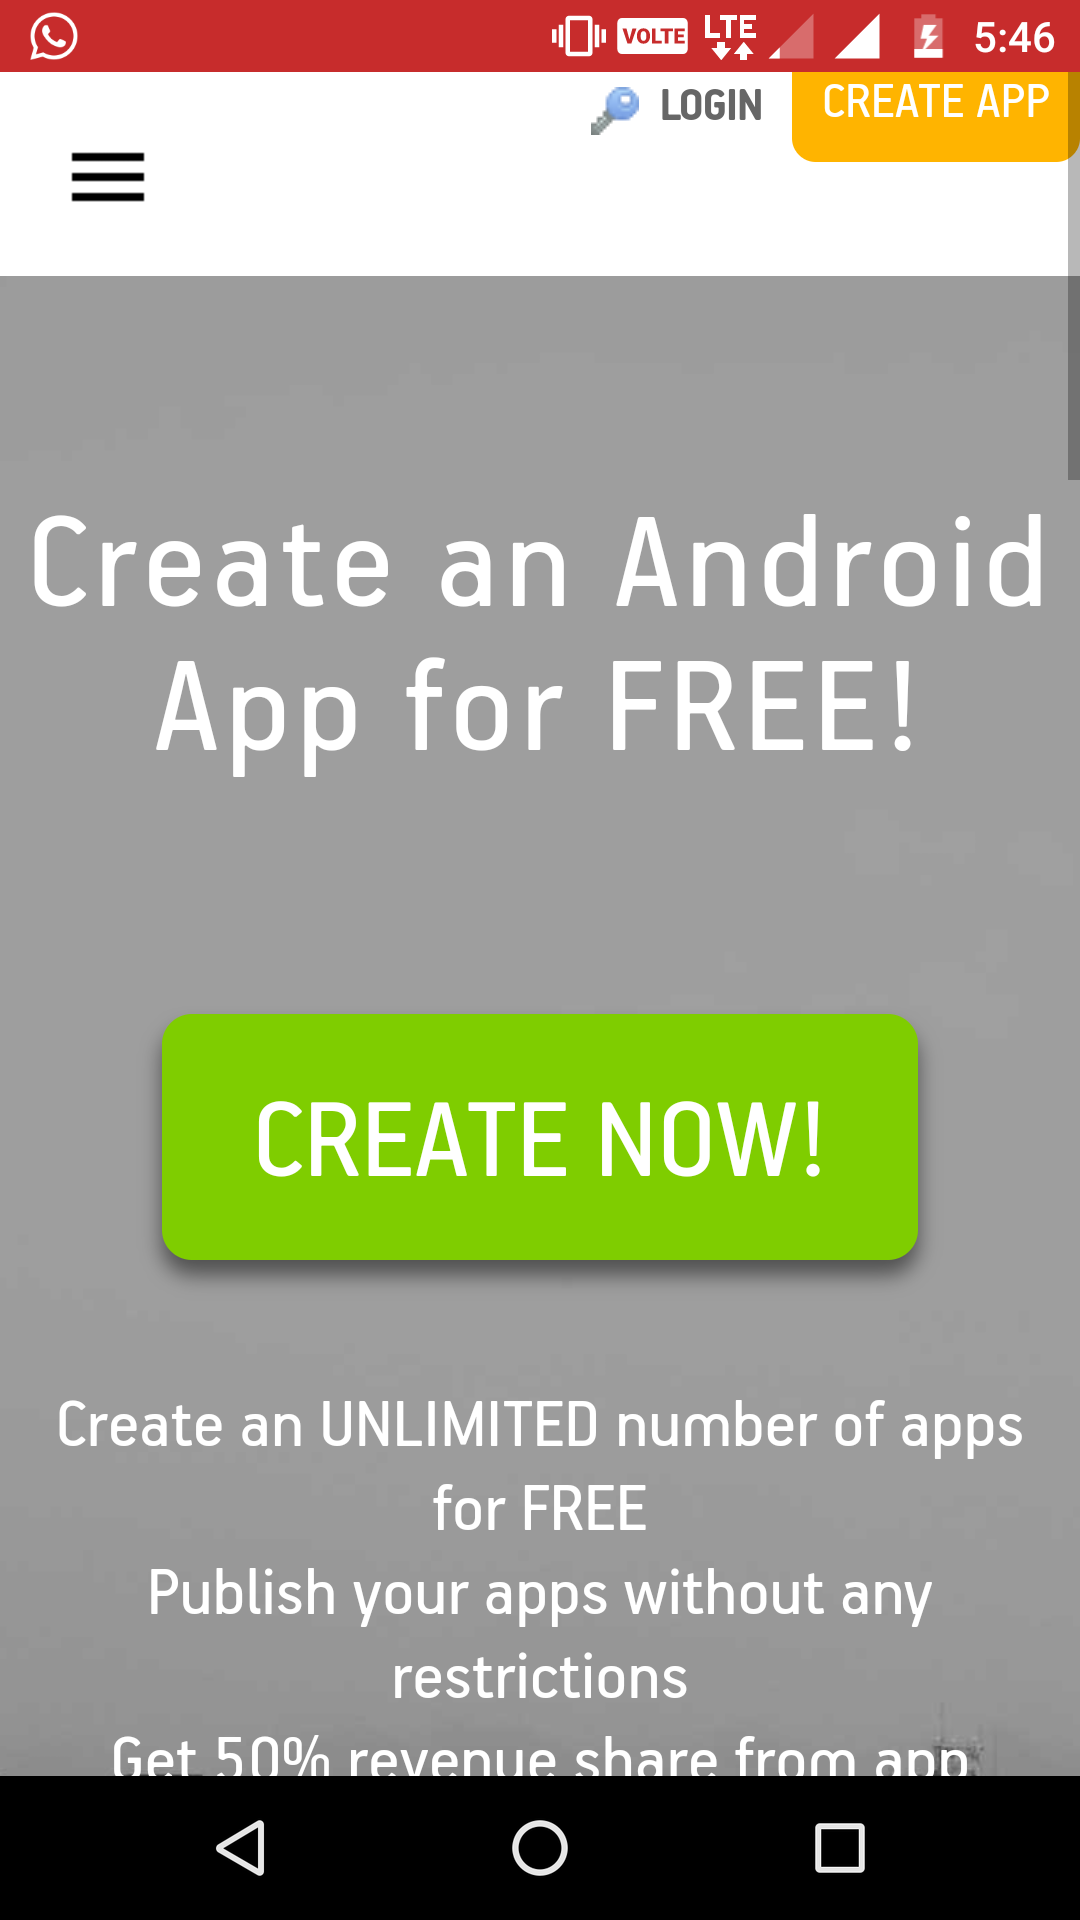 VOLTE LTE 5:46
LOGIN CREATE APP
Create an Android
App for FREE!
CREATE NOW!
Create an UNLIMITED number of apps
for FREE
Publish your apps without any
restrictions
Get 50% revenue share from app